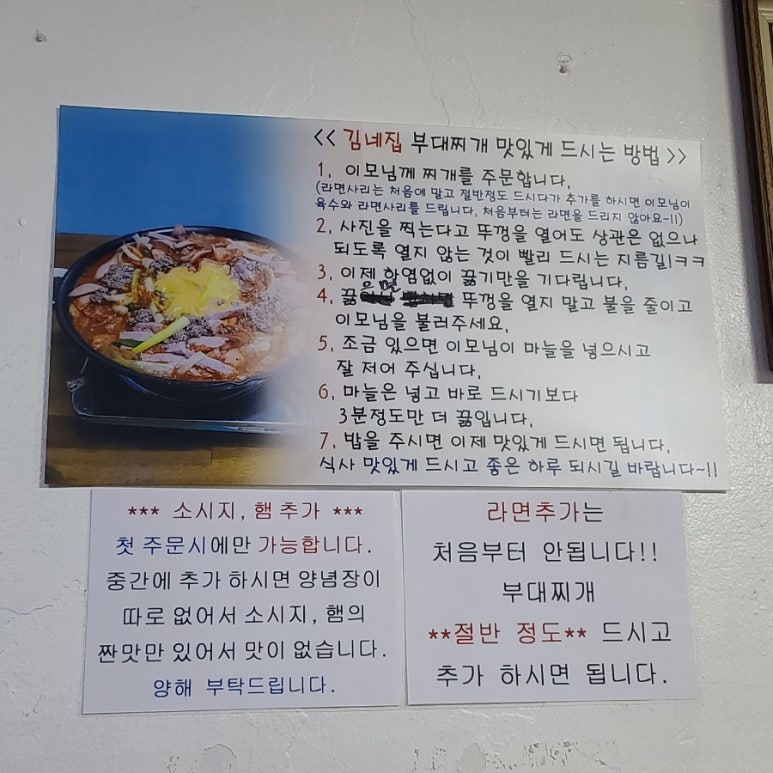 << 김네집 부대찌개 맛있게 드시는 방법 >>
1. 이모님께 찌개를 주문합니다.
(라면사리는 처음에 말고 절반정도 드시다가 추가를 하시면 이모님이
육수와 라면사리를 드립니다. 처음부터는 라면을 드리지 않아요~!!)
2. 사진을 찍는다고 뚜껑을 열어도 상관은 없으나
되도록 열지 않는 것이 빨리 드시는 지름길!ㅋㅋ
3. 이제 하염없이 끓기만을 기다립니다.
4. 끓으면 뚜껑을 열지 말고 불을 줄이고
이모님을 불러주세요.
5. 조금 있으면 이모님이 마늘을 넣으시고
잘 저어 주십니다.
6. 마늘은 넣고 바로 드시기보다
3분정도만 더 끓입니다.
7. 밥을 주시면 이제 맛있게 드시면 됩니다.
식사 맛있게 드시고 좋은 하루 되시길 바랍니다~!!
*** 소시지, 햄 추가 ***
첫 주문시에만 가능합니다.
중간에 추가 하시면 양념장이
따로 없어서 소시지, 햄의
짠맛만 있어서 맛이 없습니다.
양해 부탁드립니다.
라면추가는
처음부터 안됩니다!!
부대찌개
**절반 정도** 드시고
추가 하시면 됩니다.